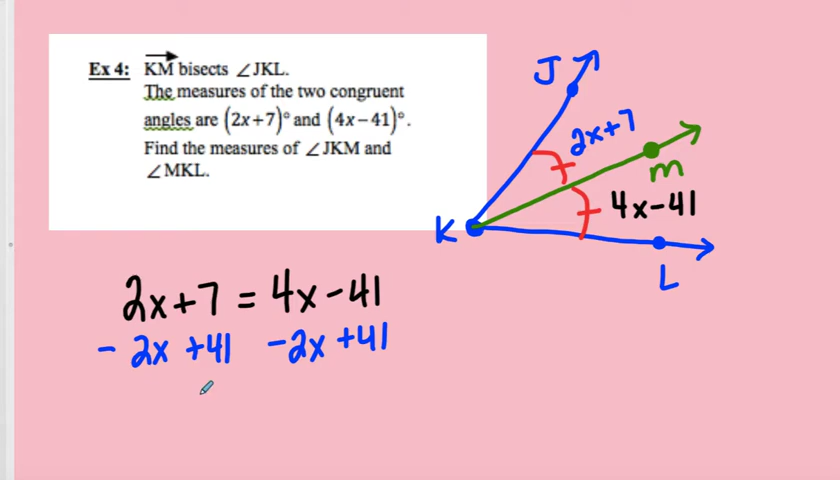 Ex 4: KM bisects ∠JKL.
The measures of the two congruent
angles are (2x+7)° and (4x−41)°.
Find the measures of ∠JKM and
∠MKL.
J
2x+7
m
4x−41
K
L
2x+7 = 4x−41
−2x +41 −2x +41